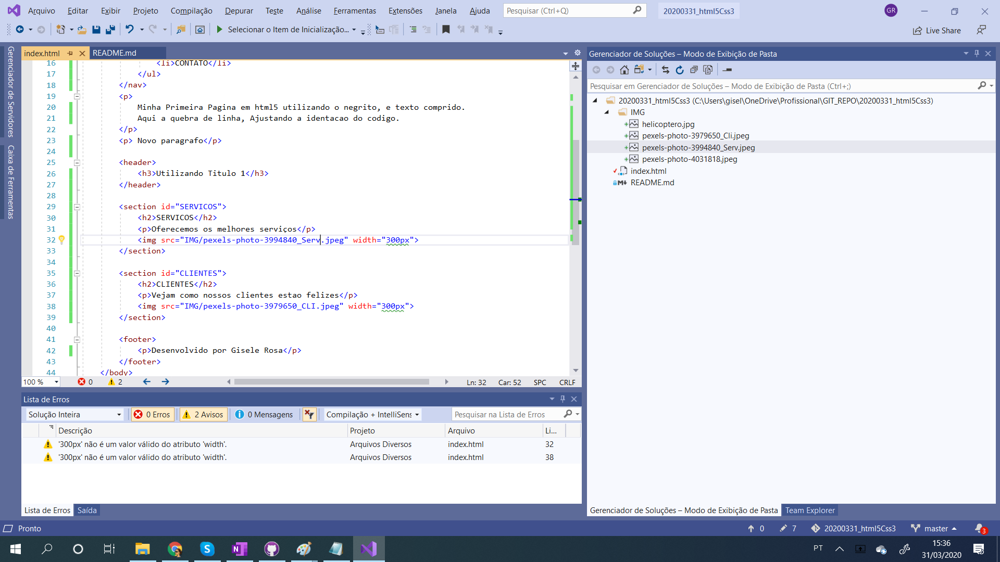 Arquivo Editar Exibir Projeto Compilação Depurar Teste Análise Ferramentas Extensões Janela Ajuda Pesquisar (Ctrl+Q) 20200331_html5Css3 GR
Selecionar o Item de Inicialização... Live Share
Gerenciador de Servidores
Caixa de Ferramentas
index.html README.md
16 <li>CONTATO</li>
17 </ul>
18 </nav>
19 <p>
20 Minha Primeira Pagina em html5 utilizando o negrito, e texto comprido.
21 Aqui a quebra de linha, Ajustando a identacao do codigo.
22 </p>
23 <p> Novo paragrafo</p>
24
25 <header>
26 <h3>Utilizando Titulo 1</h3>
27 </header>
28
29 <section id="SERVICOS">
30 <h2>SERVICOS</h2>
31 <p>Oferecemos os melhores serviços</p>
32 <img src="IMG/pexels-photo-3994840_Serv.jpeg" width="300px">
33 </section>
34
35 <section id="CLIENTES">
36 <h2>CLIENTES</h2>
37 <p>Vejam como nossos clientes estao felizes</p>
38 <img src="IMG/pexels-photo-3979650_CLI.jpeg" width="300px">
39 </section>
40
41 <footer>
42 <p>Desenvolvido por Gisele Rosa</p>
43 </footer>
44 </body>
100 % 0 2 Ln: 32 Car: 52 SPC CRLF
Lista de Erros
Solução Inteira 0 Erros 2 Avisos 0 Mensagens Compilação + IntelliSens Pesquisar na Lista de Erros
Descrição Projeto Arquivo Li...
'300px' não é um valor válido do atributo 'width'. Arquivos Diversos index.html 32
'300px' não é um valor válido do atributo 'width'. Arquivos Diversos index.html 38
Lista de Erros Saída
Gerenciador de Soluções – Modo de Exibição de Pasta
Pesquisar em Gerenciador de Soluções – Modo de Exibição de Pasta (Ctrl+;)
20200331_html5Css3 (C:\Users\gisel\OneDrive\Profissional\GIT_REPO\20200331_html5Css3)
IMG
helicoptero.jpg
pexels-photo-3979650_Cli.jpeg
pexels-photo-3994840_Serv.jpeg
pexels-photo-4031818.jpeg
index.html
README.md
Gerenciador de Soluções – Modo de Exibição de Pasta Team Explorer
Pronto 0 7 20200331_html5Css3 master 3
PT 15:36
31/03/2020